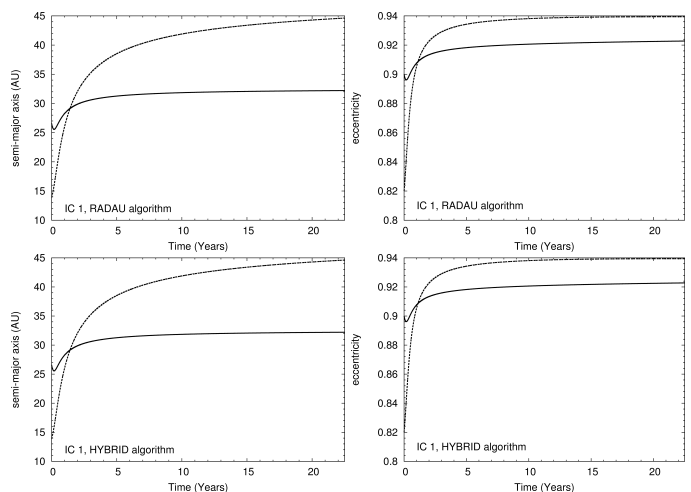 45
40
35
30
25
20
15
10
semi-major axis (AU)
IC 1, RADAU algorithm
0 5 10 15 20
Time (Years)
0.94
0.92
0.9
0.88
0.86
0.84
0.82
0.8
eccentricity
IC 1, RADAU algorithm
0 5 10 15 20
Time (Years)
45
40
35
30
25
20
15
10
semi-major axis (AU)
IC 1, HYBRID algorithm
0 5 10 15 20
Time (Years)
0.94
0.92
0.9
0.88
0.86
0.84
0.82
0.8
eccentricity
IC 1, HYBRID algorithm
0 5 10 15 20
Time (Years)